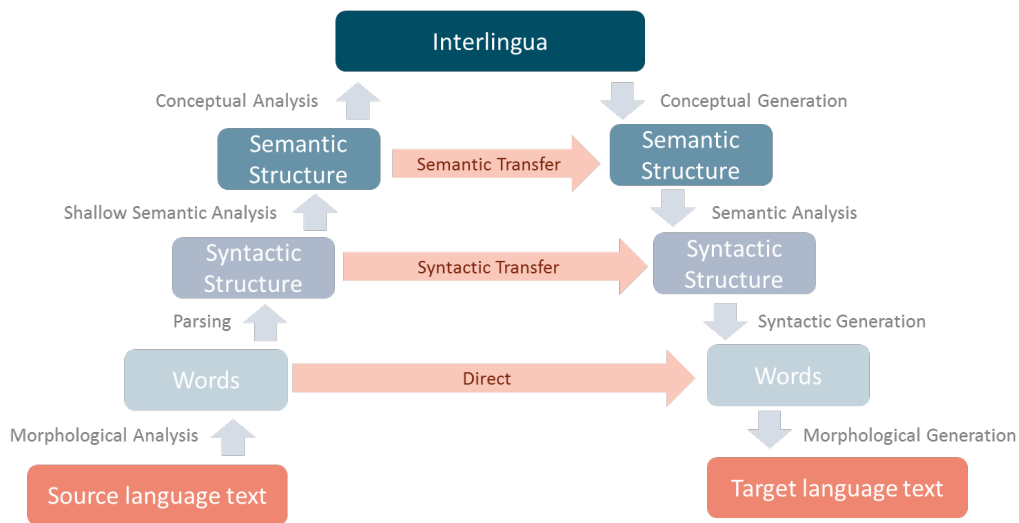 Interlingua
Conceptual Analysis
Conceptual Generation
Semantic
Structure
Semantic Transfer
Semantic
Structure
Shallow Semantic Analysis
Semantic Analysis
Syntactic
Structure
Syntactic Transfer
Syntactic
Structure
Parsing
Syntactic Generation
Words
Direct
Words
Morphological Analysis
Morphological Generation
Source language text
Target language text